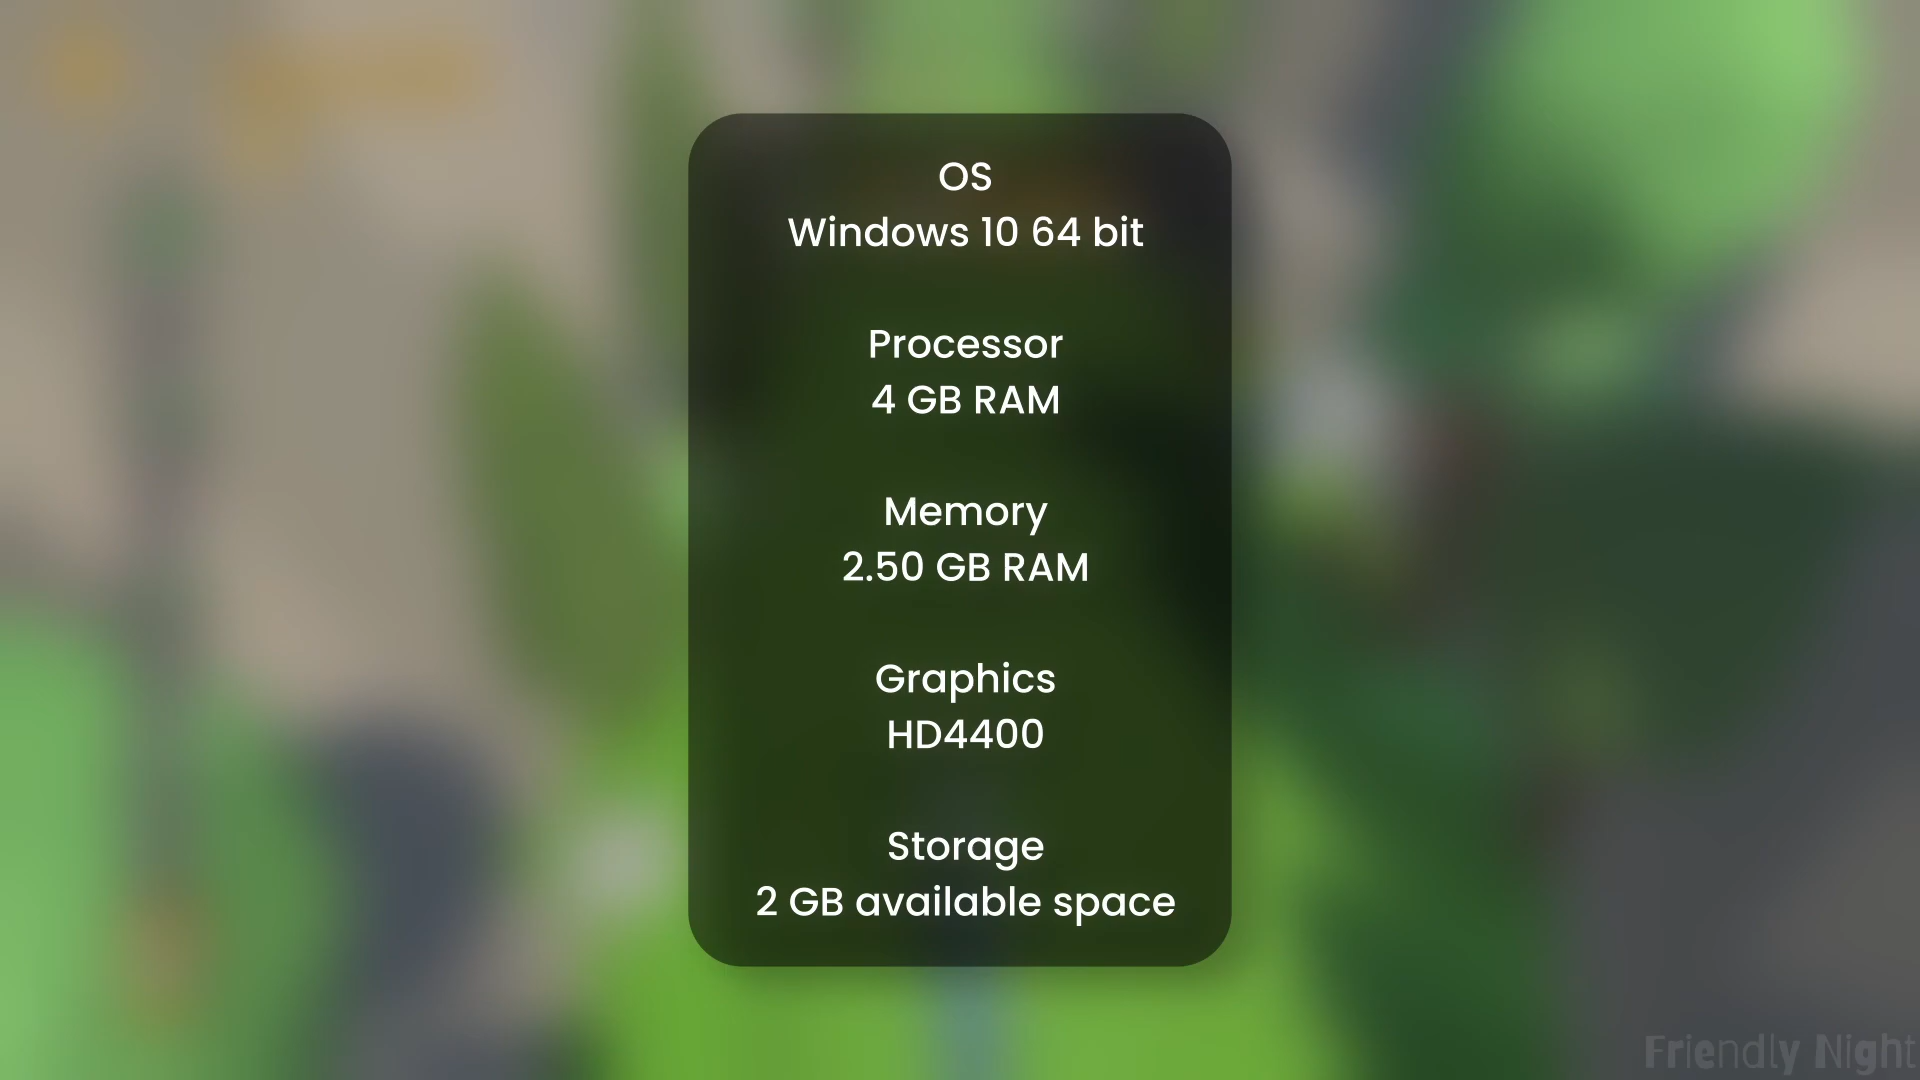 OS
Windows 10 64 bit
Processor
4 GB RAM
Memory
2.50 GB RAM
Graphics
HD4400
Storage
2 GB available space
Friendly Night